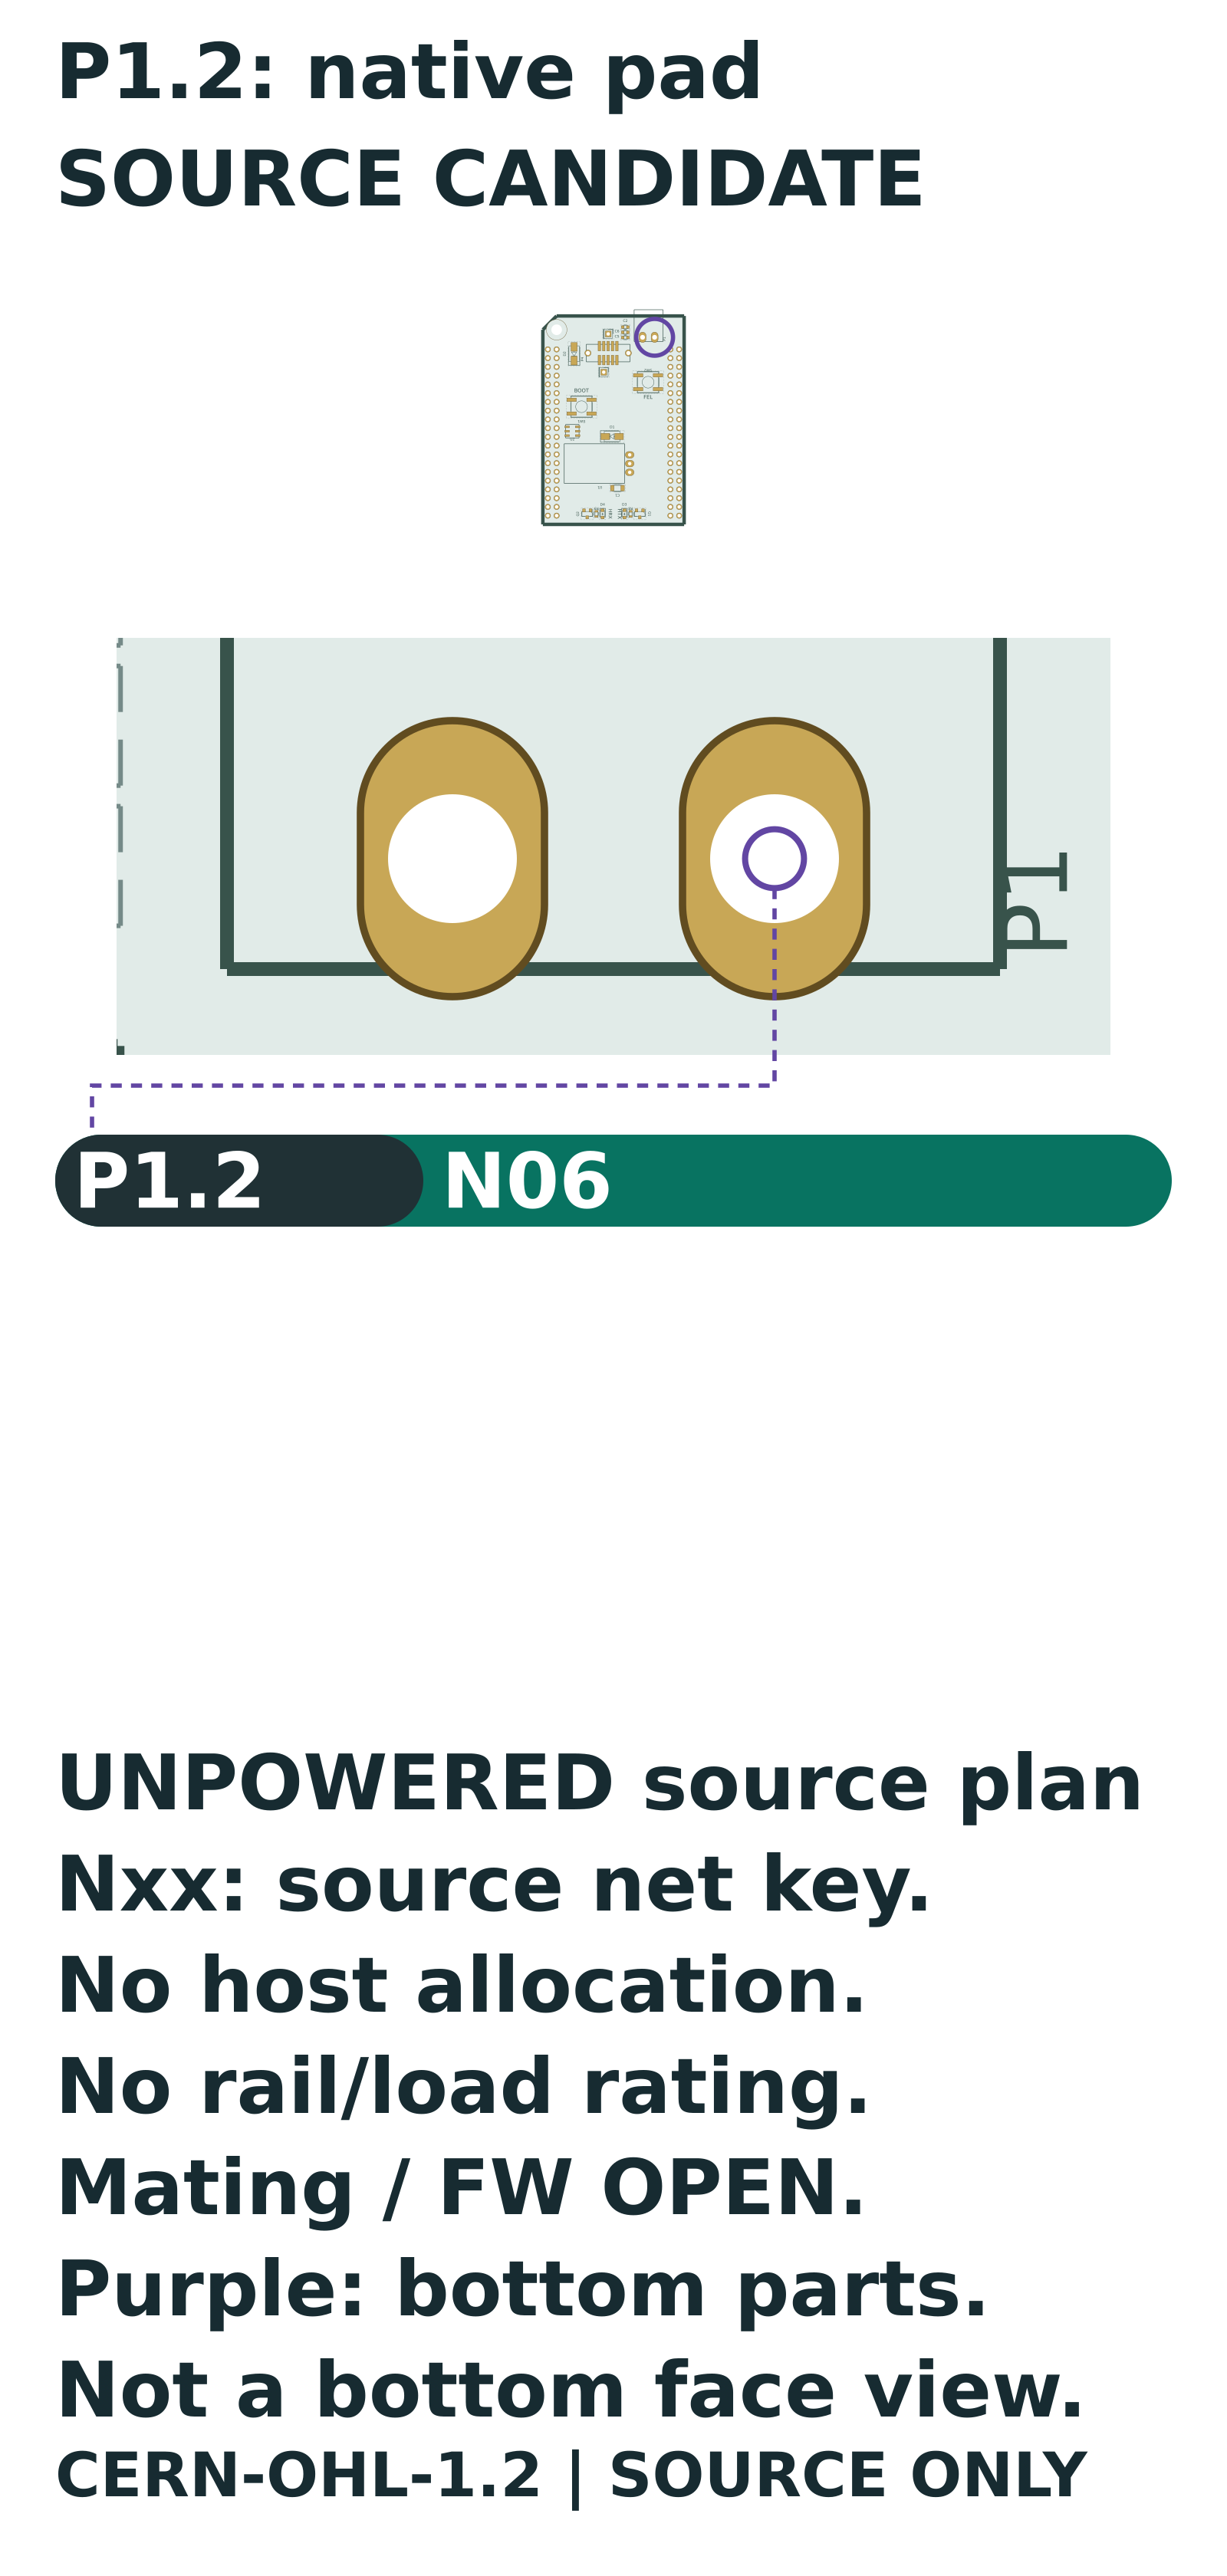 P1.2: native pad
SOURCE CANDIDATE
BOOT
FEL
P1
P1.2 N06
UNPOWERED source plan
Nxx: source net key.
No host allocation.
No rail/load rating.
Mating / FW OPEN.
Purple: bottom parts.
Not a bottom face view.
CERN-OHL-1.2 | SOURCE ONLY